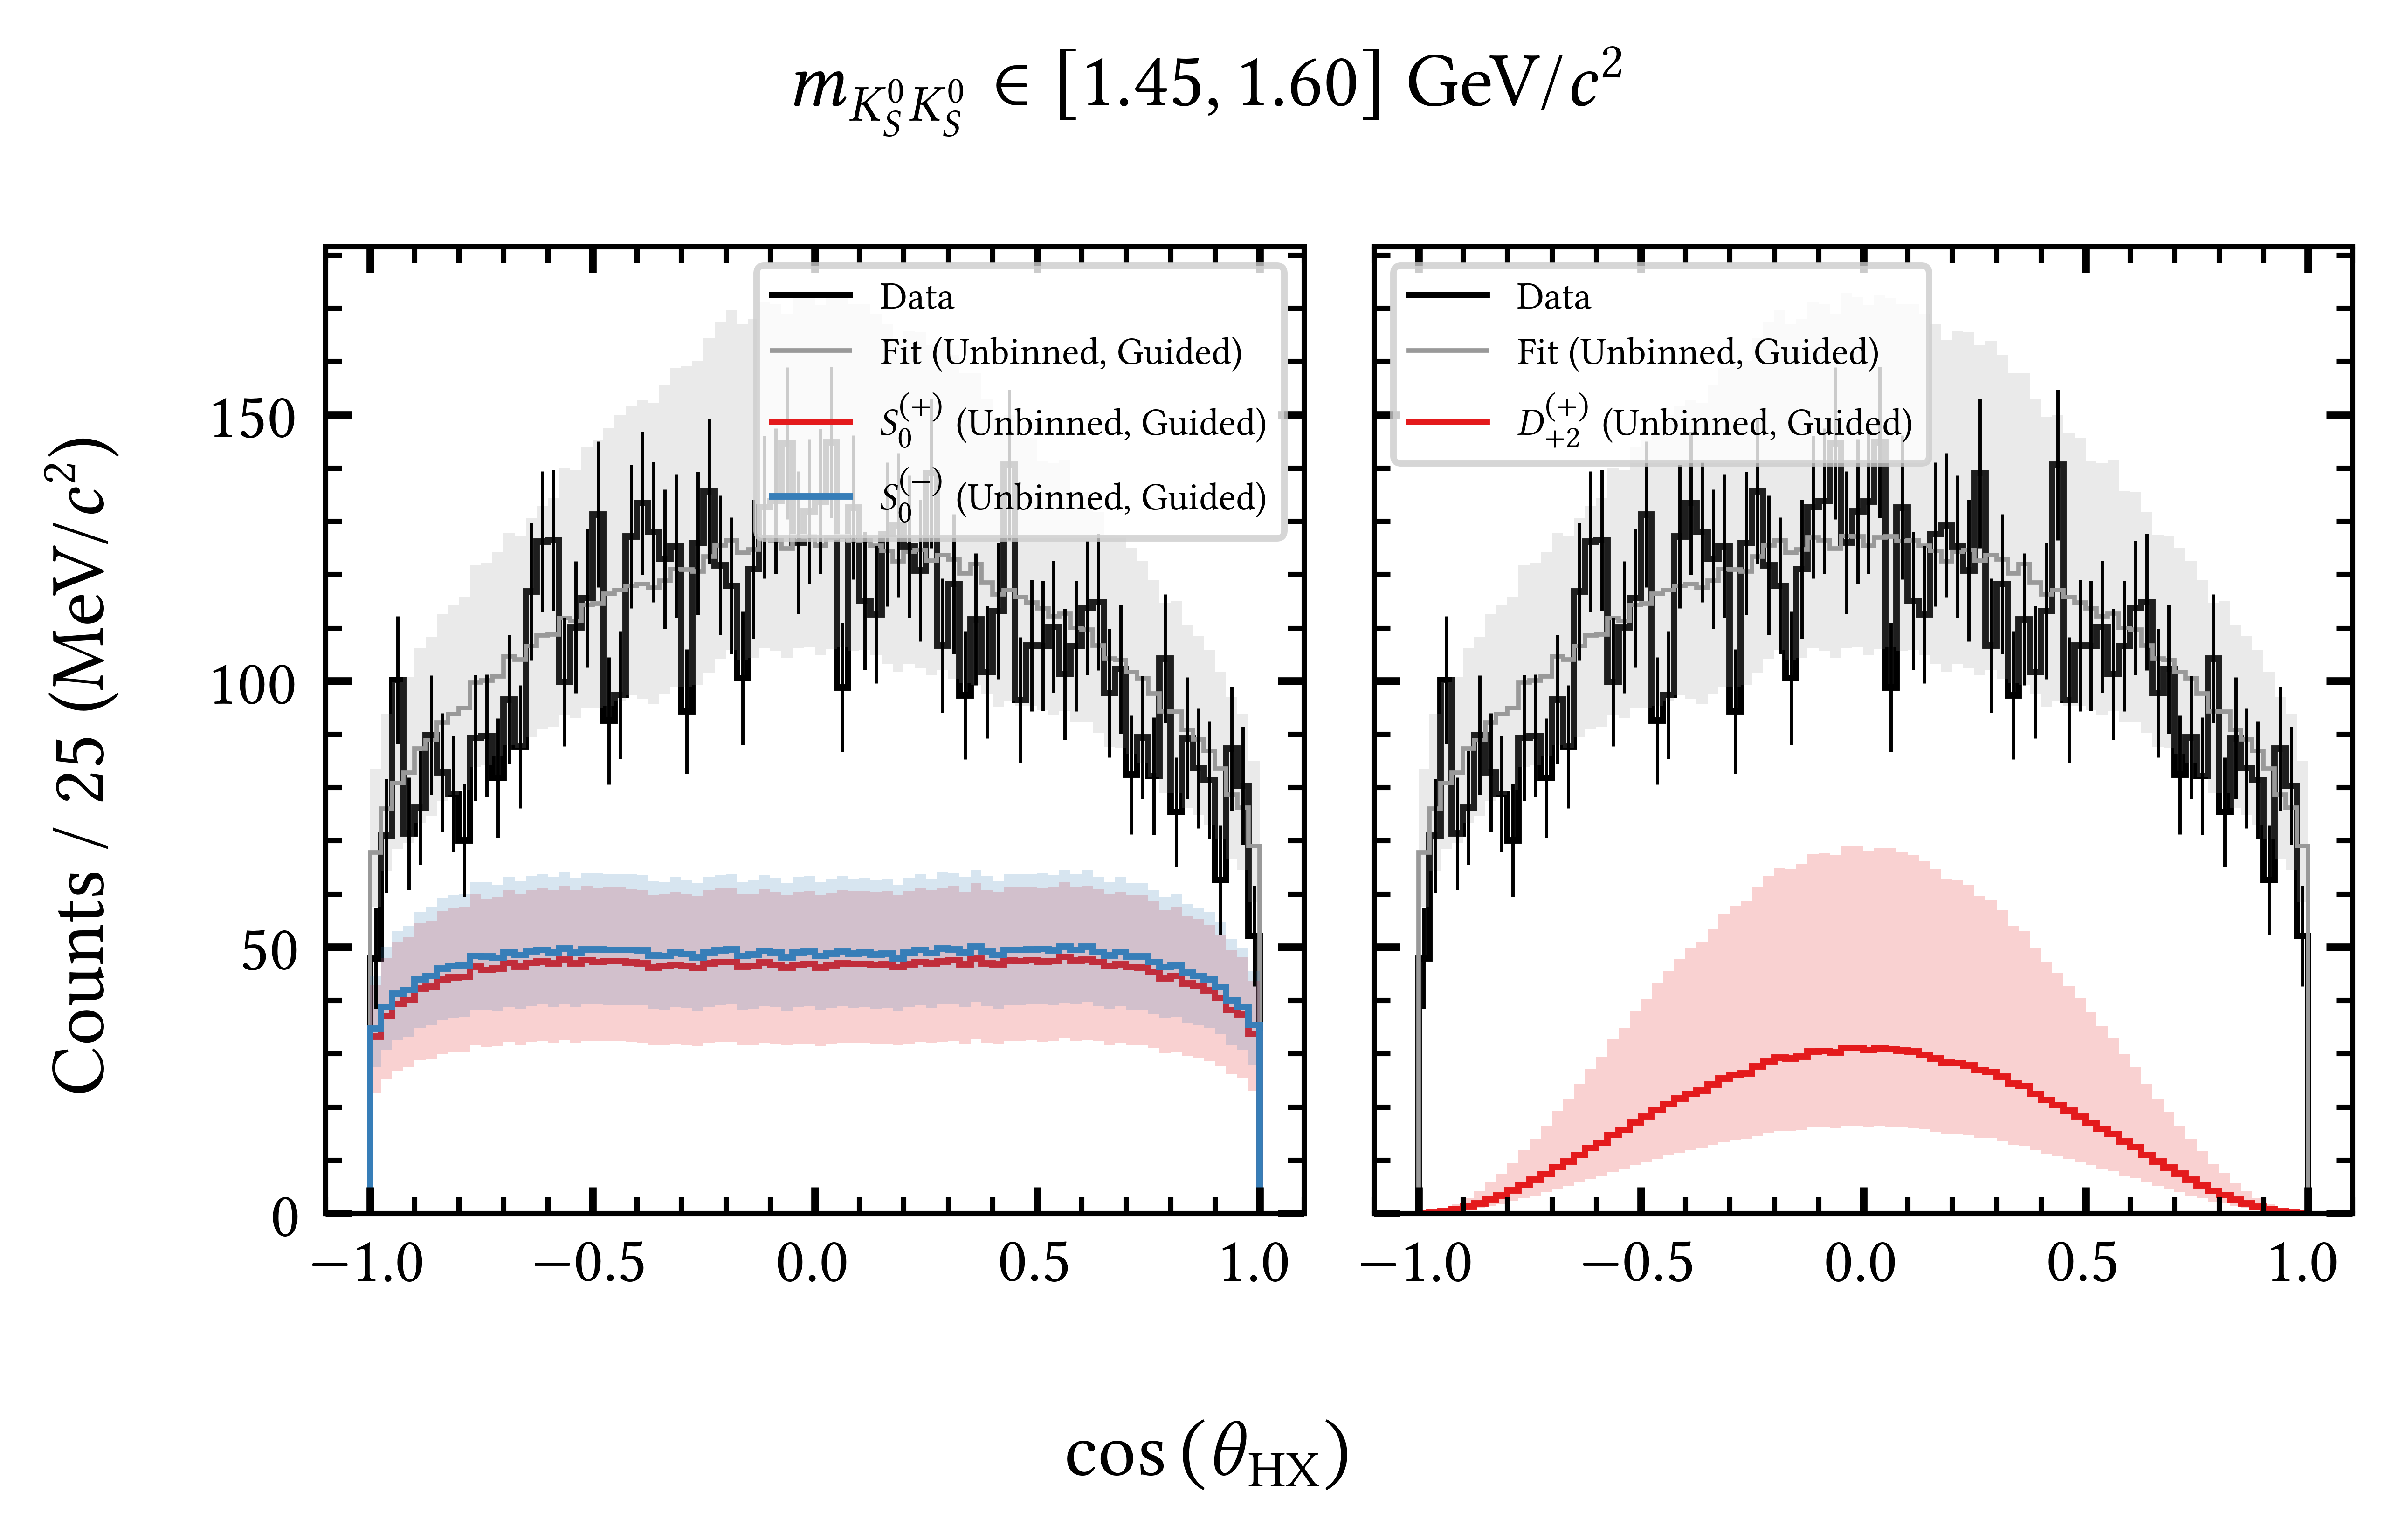 m_{K_S^0 K_S^0} ∈ [1.45, 1.60] GeV/c²
Counts / 25 (MeV/c²)
150
100
50
0
Data
Fit (Unbinned, Guided)
S_0^{(+)} (Unbinned, Guided)
S_0^{(−)} (Unbinned, Guided)
−1.0 −0.5 0.0 0.5 1.0
Data
Fit (Unbinned, Guided)
D_{+2}^{(+)} (Unbinned, Guided)
−1.0 −0.5 0.0 0.5 1.0
cos (θ_HX)